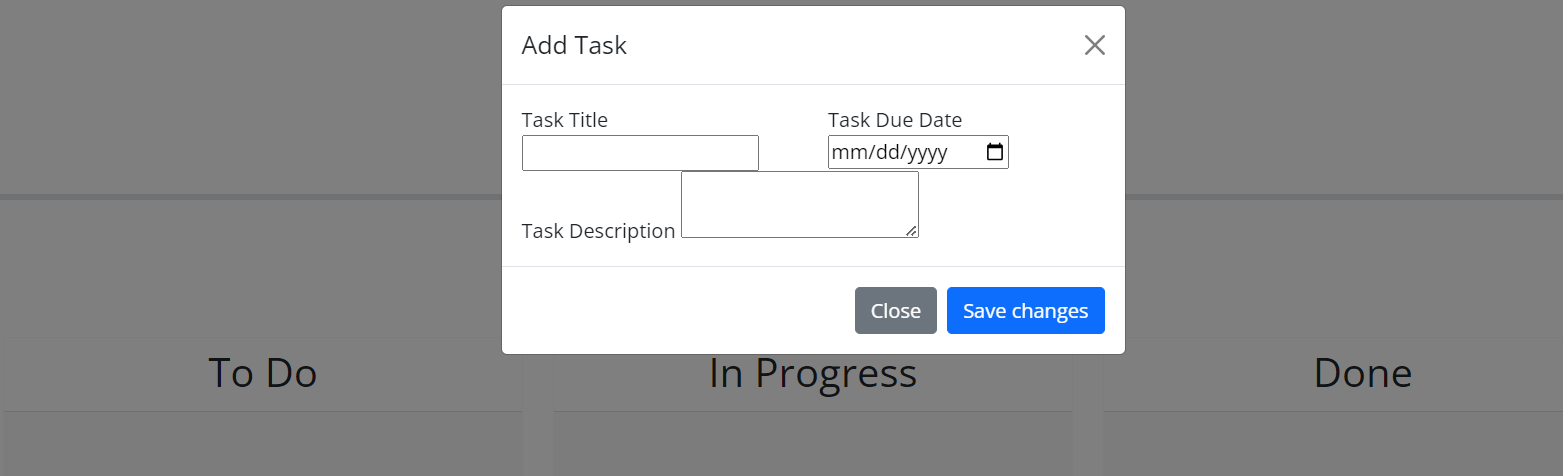 Add Task
Task Title
Task Due Date
mm/dd/yyyy
Task Description
Close
Save changes
To Do
In Progress
Done